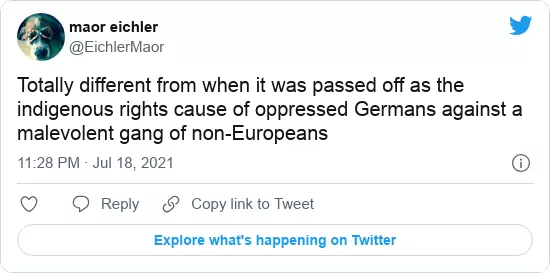 maor eichler
@EichlerMaor
Totally different from when it was passed off as the
indigenous rights cause of oppressed Germans against a
malevolent gang of non-Europeans
11:28 PM · Jul 18, 2021
Reply
Copy link to Tweet
Explore what's happening on Twitter